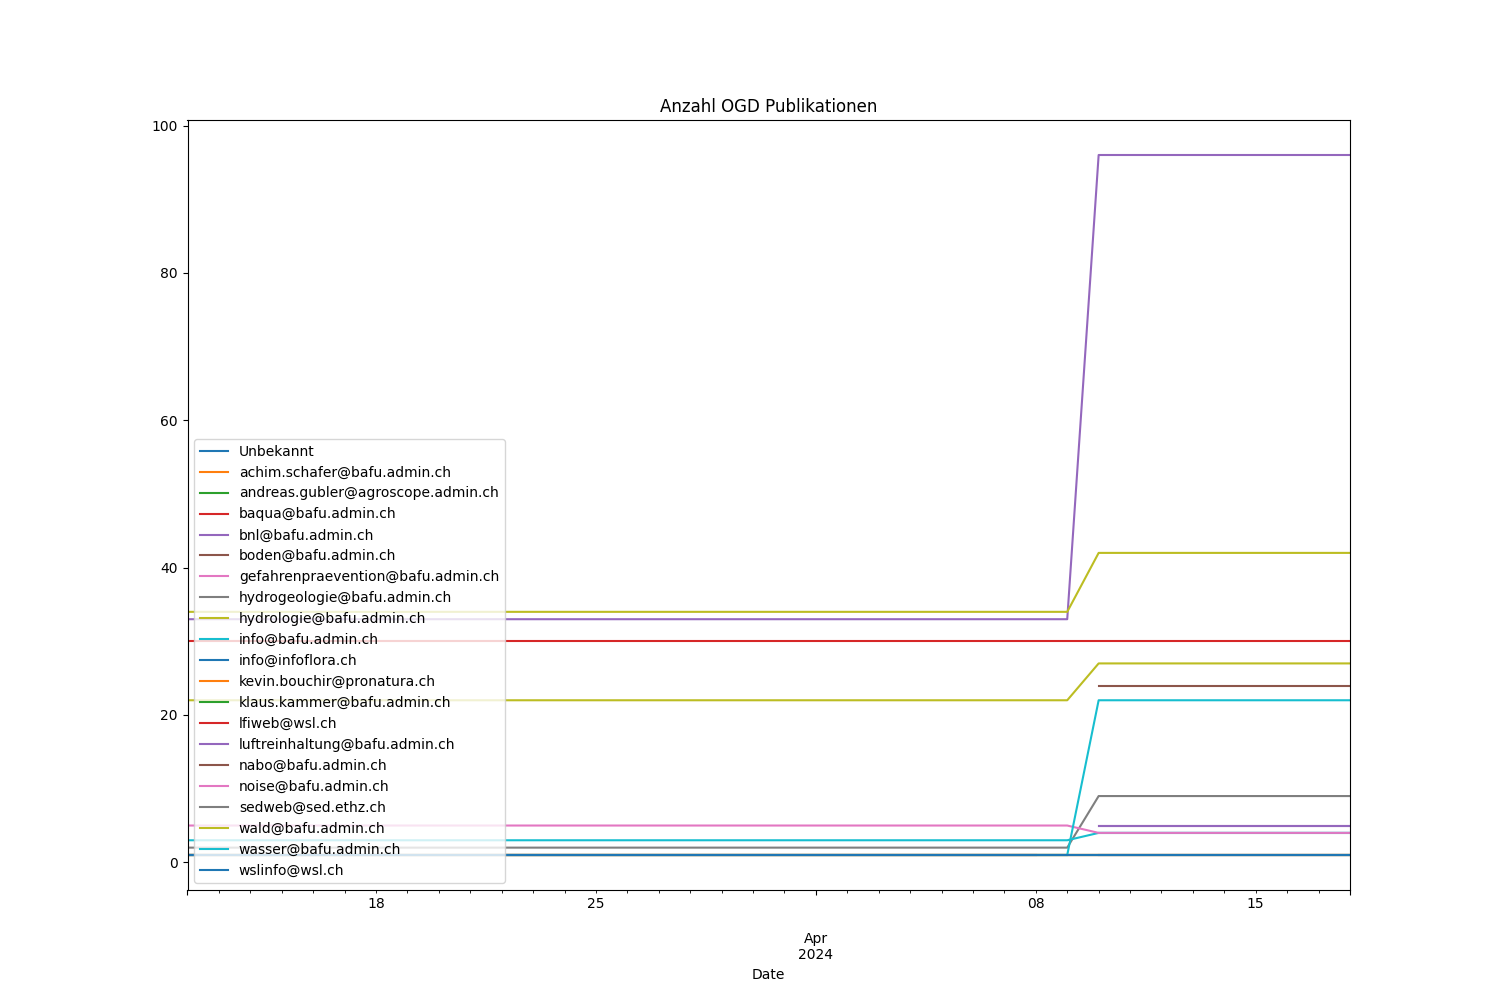 Anzahl OGD Publikationen
100
80
60
40
20
0
Unbekannt
achim.schafer@bafu.admin.ch
andreas.gubler@agroscope.admin.ch
baqua@bafu.admin.ch
bnl@bafu.admin.ch
boden@bafu.admin.ch
gefahrenpraevention@bafu.admin.ch
hydrogeologie@bafu.admin.ch
hydrologie@bafu.admin.ch
info@bafu.admin.ch
info@infoflora.ch
kevin.bouchir@pronatura.ch
klaus.kammer@bafu.admin.ch
lfiweb@wsl.ch
luftreinhaltung@bafu.admin.ch
nabo@bafu.admin.ch
noise@bafu.admin.ch
sedweb@sed.ethz.ch
wald@bafu.admin.ch
wasser@bafu.admin.ch
wslinfo@wsl.ch
18 25 08 15
Apr
2024
Date